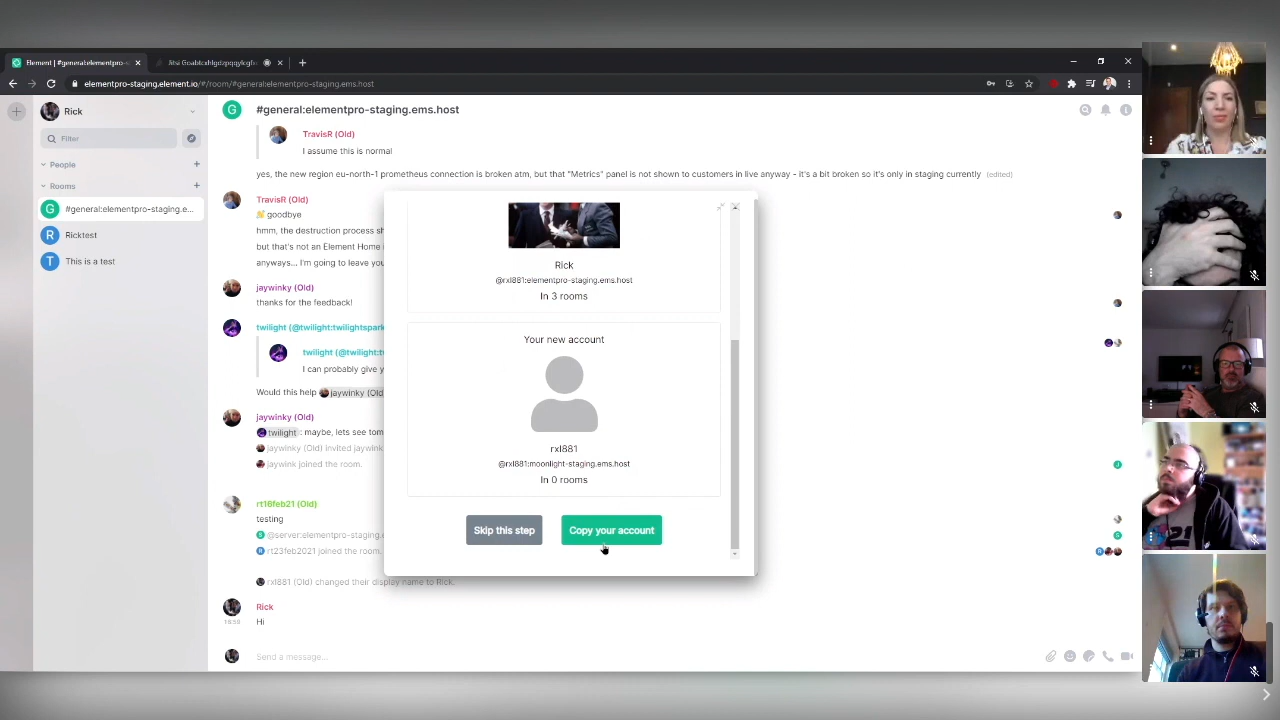 Element | #general:elementpro-s
Jitsi
elementpro-staging.element.io/#/room/#general:elementpro-staging.ems.host
Rick
Filter
People
Rooms
#general:elementpro-staging.e...
Ricktest
This is a test
#general:elementpro-staging.ems.host
TravisR (Old)
I assume this is normal
yes, the new region eu-north-1 prometheus connection is broken atm, but that "Metrics" panel is not shown to customers in live anyway - it's a bit broken so it's only in staging currently (edited)
TravisR (Old)
👋 goodbye
hmm, the destruction process sh
but that's not an Element Home i
anyways... I'm going to leave you
jaywinky (Old)
thanks for the feedback!
twilight (@twilight:twilightspark
twilight (@twilight:t
I can probably give y
Would this help jaywinky (Old
jaywinky (Old)
twilight : maybe, lets see tom
jaywinky (Old) invited jaywink
jaywink joined the room.
rt16feb21 (Old)
testing
@server:elementpro-staging.
rt23feb2021 joined the room.
rxl881 (Old) changed their display name to Rick.
Rick
16:58
Hi
Send a message...
Rick
@rxl881:elementpro-staging.ems.host
In 3 rooms
Your new account
rxl881
@rxl881:moonlight-staging.ems.host
In 0 rooms
Skip this step
Copy your account